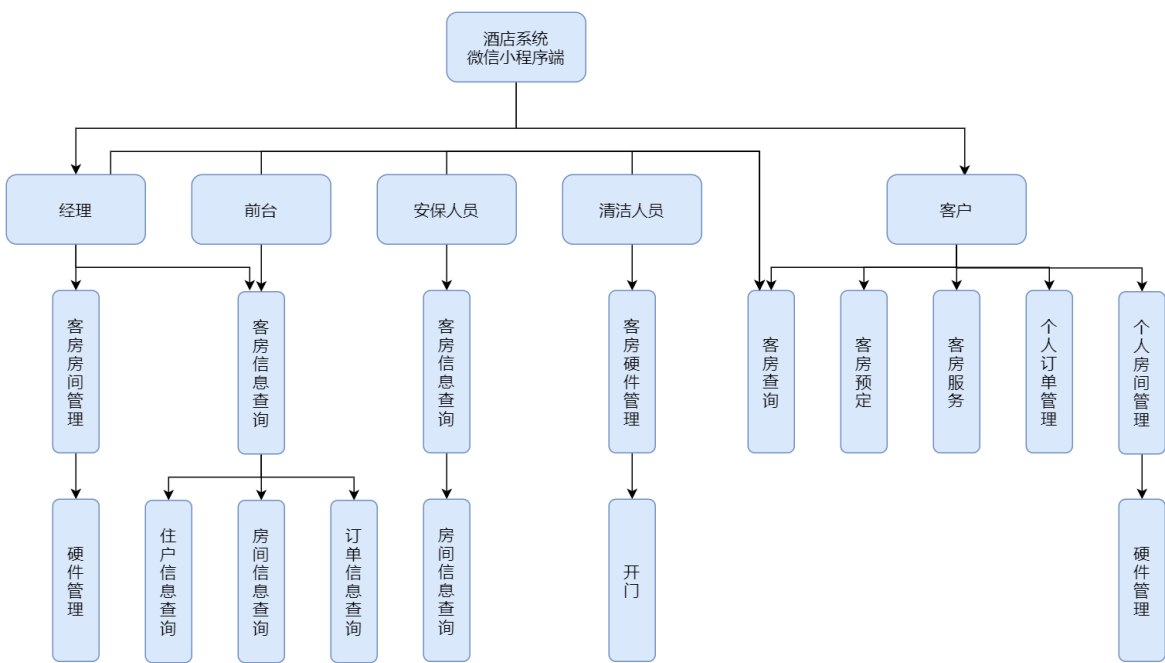 酒店系统
微信小程序端
经理
前台
安保人员
清洁人员
客户
客房房间管理
客房信息查询
客房信息查询
客房硬件管理
客房查询
客房预定
客房服务
个人订单管理
个人房间管理
硬件管理
住户信息查询
房间信息查询
订单信息查询
房间信息查询
开门
硬件管理